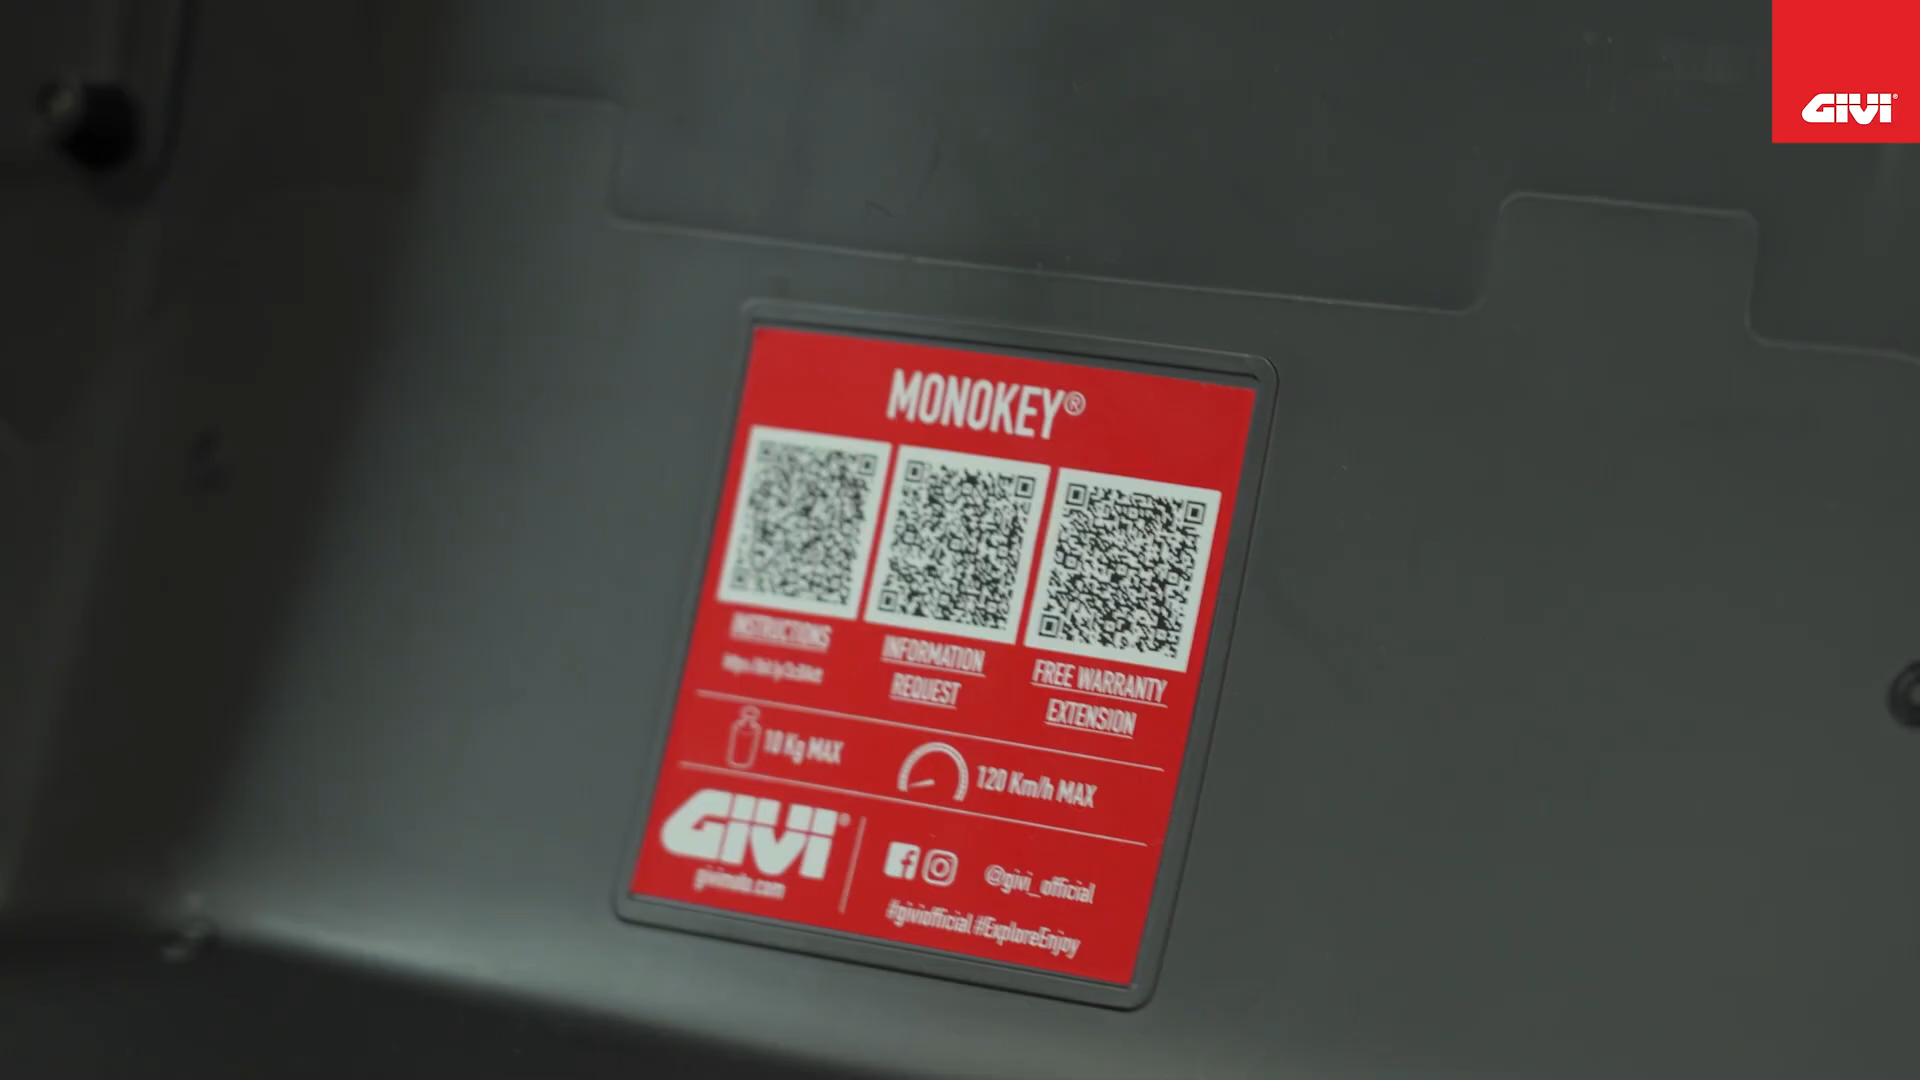 GIVI®
MONOKEY®
INSTRUCTIONS
INFORMATION
REQUEST
FREE WARRANTY
EXTENSION
10 Kg MAX
120 Km/h MAX
GIVI®
givimoto.com
@givi_official
#giviofficial #ExploreEnjoy